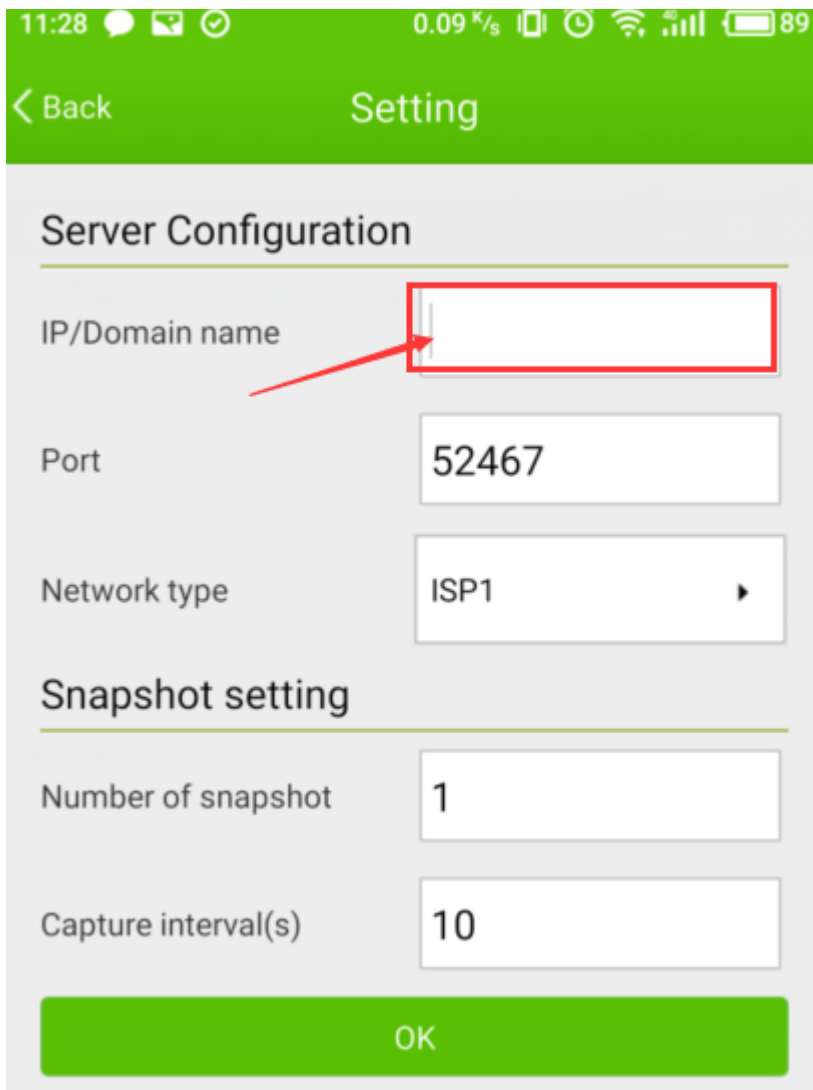 11:28 0.09 K/s 4G 89
Back Setting
Server Configuration
IP/Domain name
Port 52467
Network type ISP1
Snapshot setting
Number of snapshot 1
Capture interval(s) 10
OK